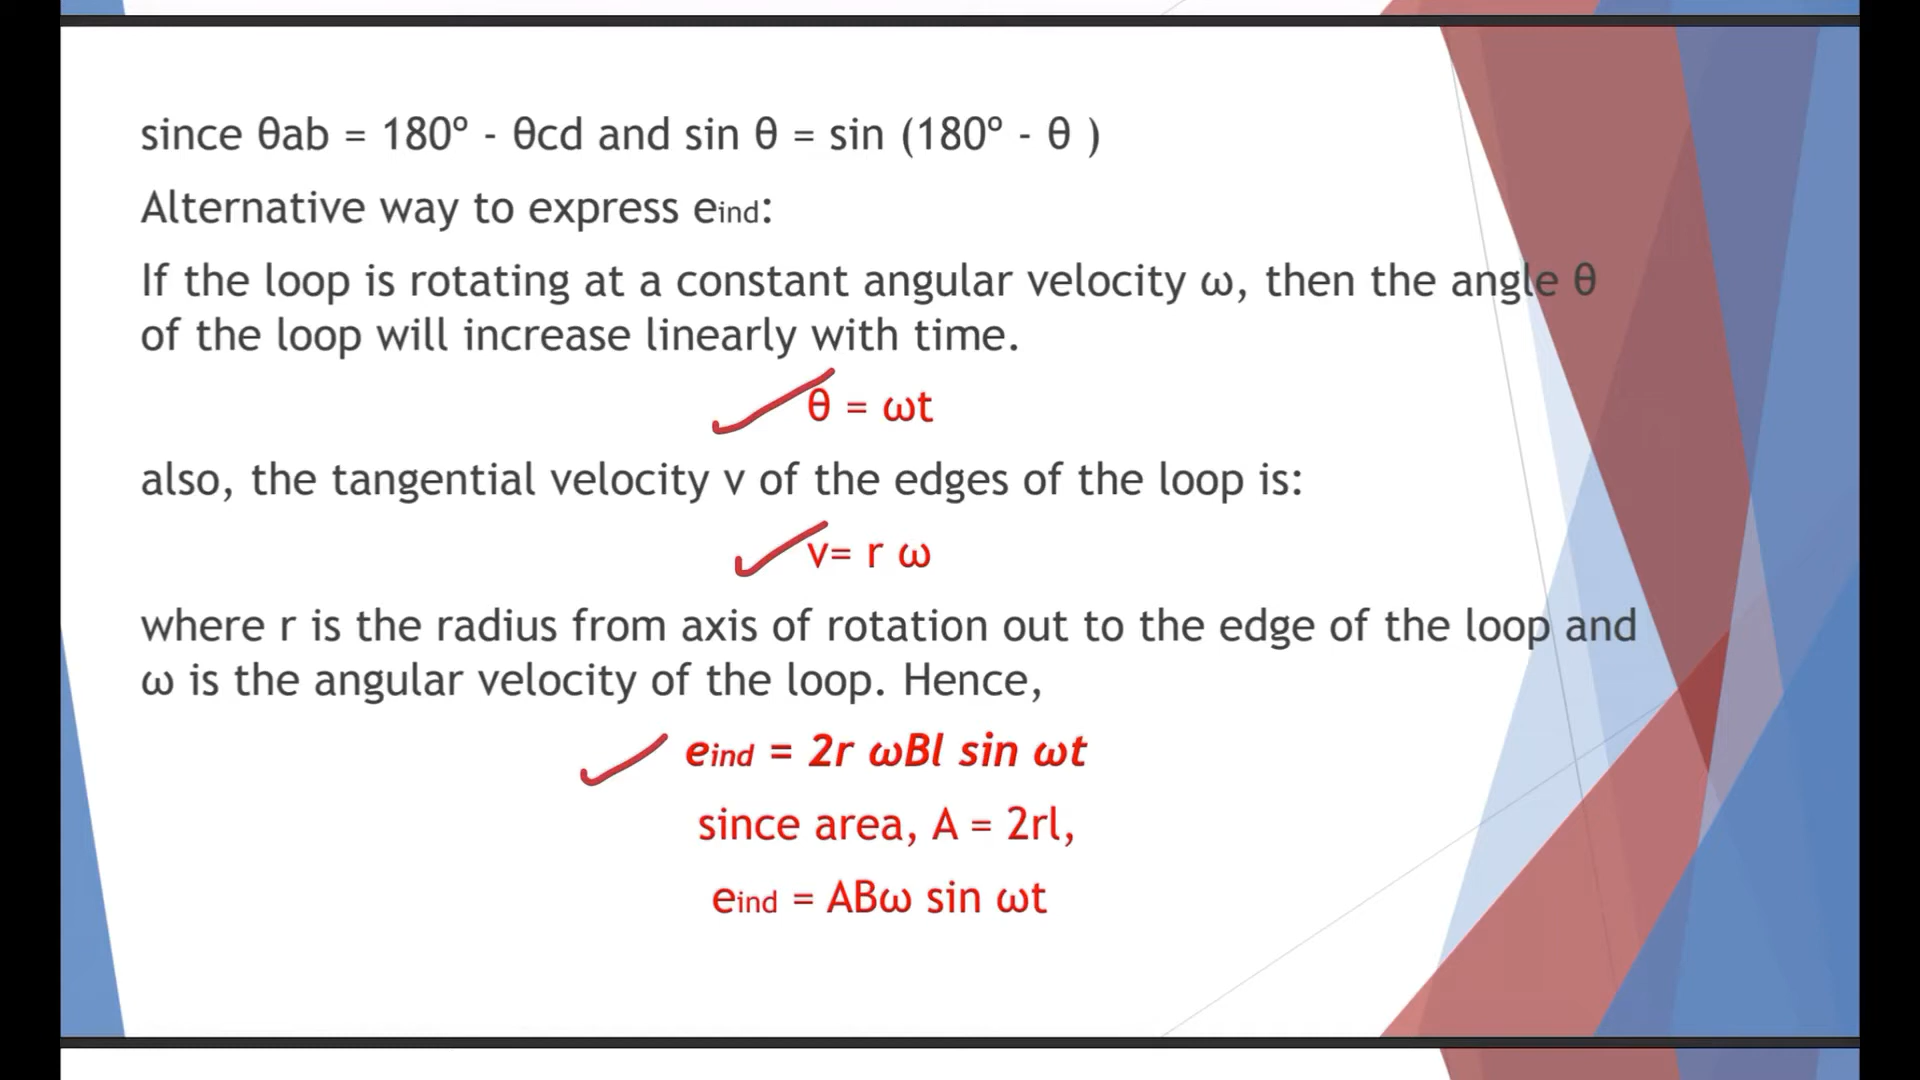 since θab = 180º - θcd and sin θ = sin (180º - θ )
Alternative way to express eind:
If the loop is rotating at a constant angular velocity ω, then the angle θ
of the loop will increase linearly with time.
θ = ωt
also, the tangential velocity v of the edges of the loop is:
v= r ω
where r is the radius from axis of rotation out to the edge of the loop and
ω is the angular velocity of the loop. Hence,
eind = 2r ωBl sin ωt
since area, A = 2rl,
eind = ABω sin ωt